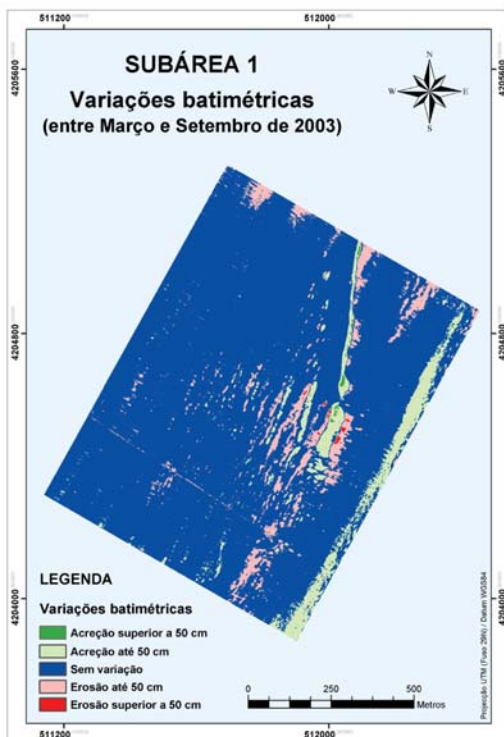 511200
512000
4205600
4205600
SUBÁREA 1
Variações batimétricas
(entre Março e Setembro de 2003)
N
W
E
S
4204800
4204800
LEGENDA
Variações batimétricas
Acreção superior a 50 cm
Acreção até 50 cm
Sem variação
Erosão até 50 cm
Erosão superior a 50 cm
0
250
500
Metros
4204000
4204000
Projecção UTM (Fuso 29N) / Datum WGS84
511200
512000